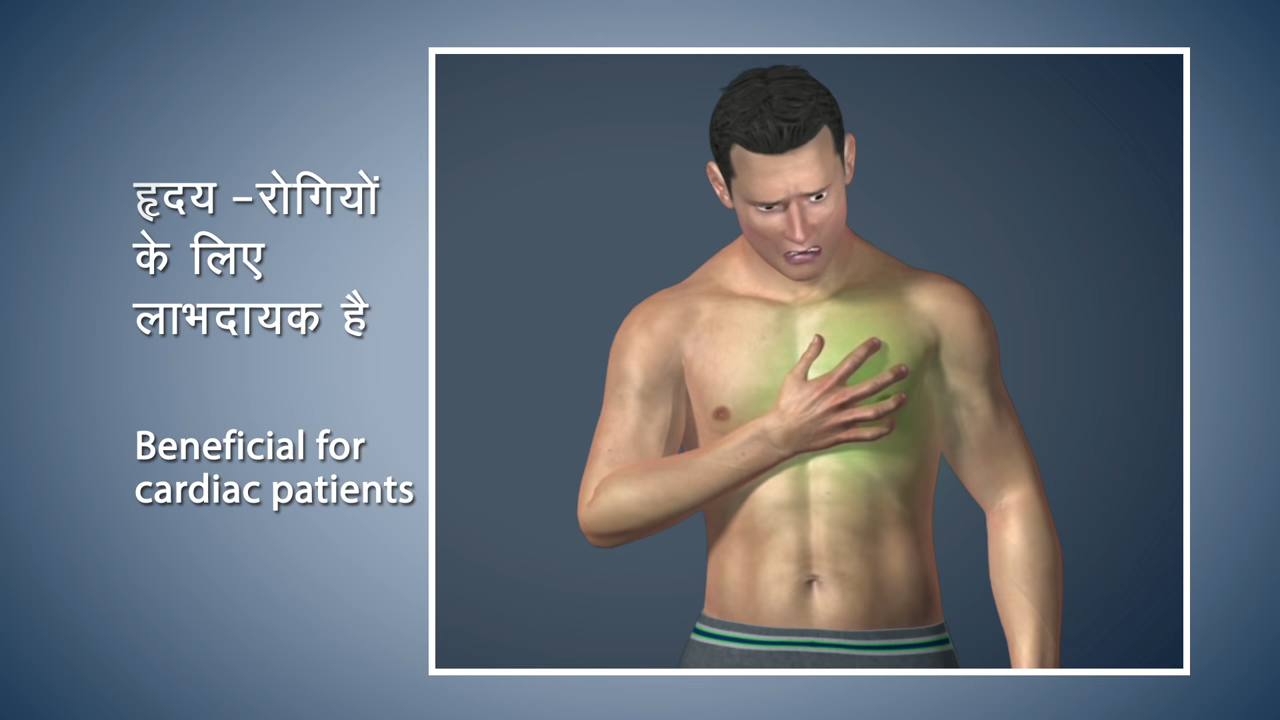 हृदय –रोगियों
के लिए
लाभदायक है
Beneficial for
cardiac patients